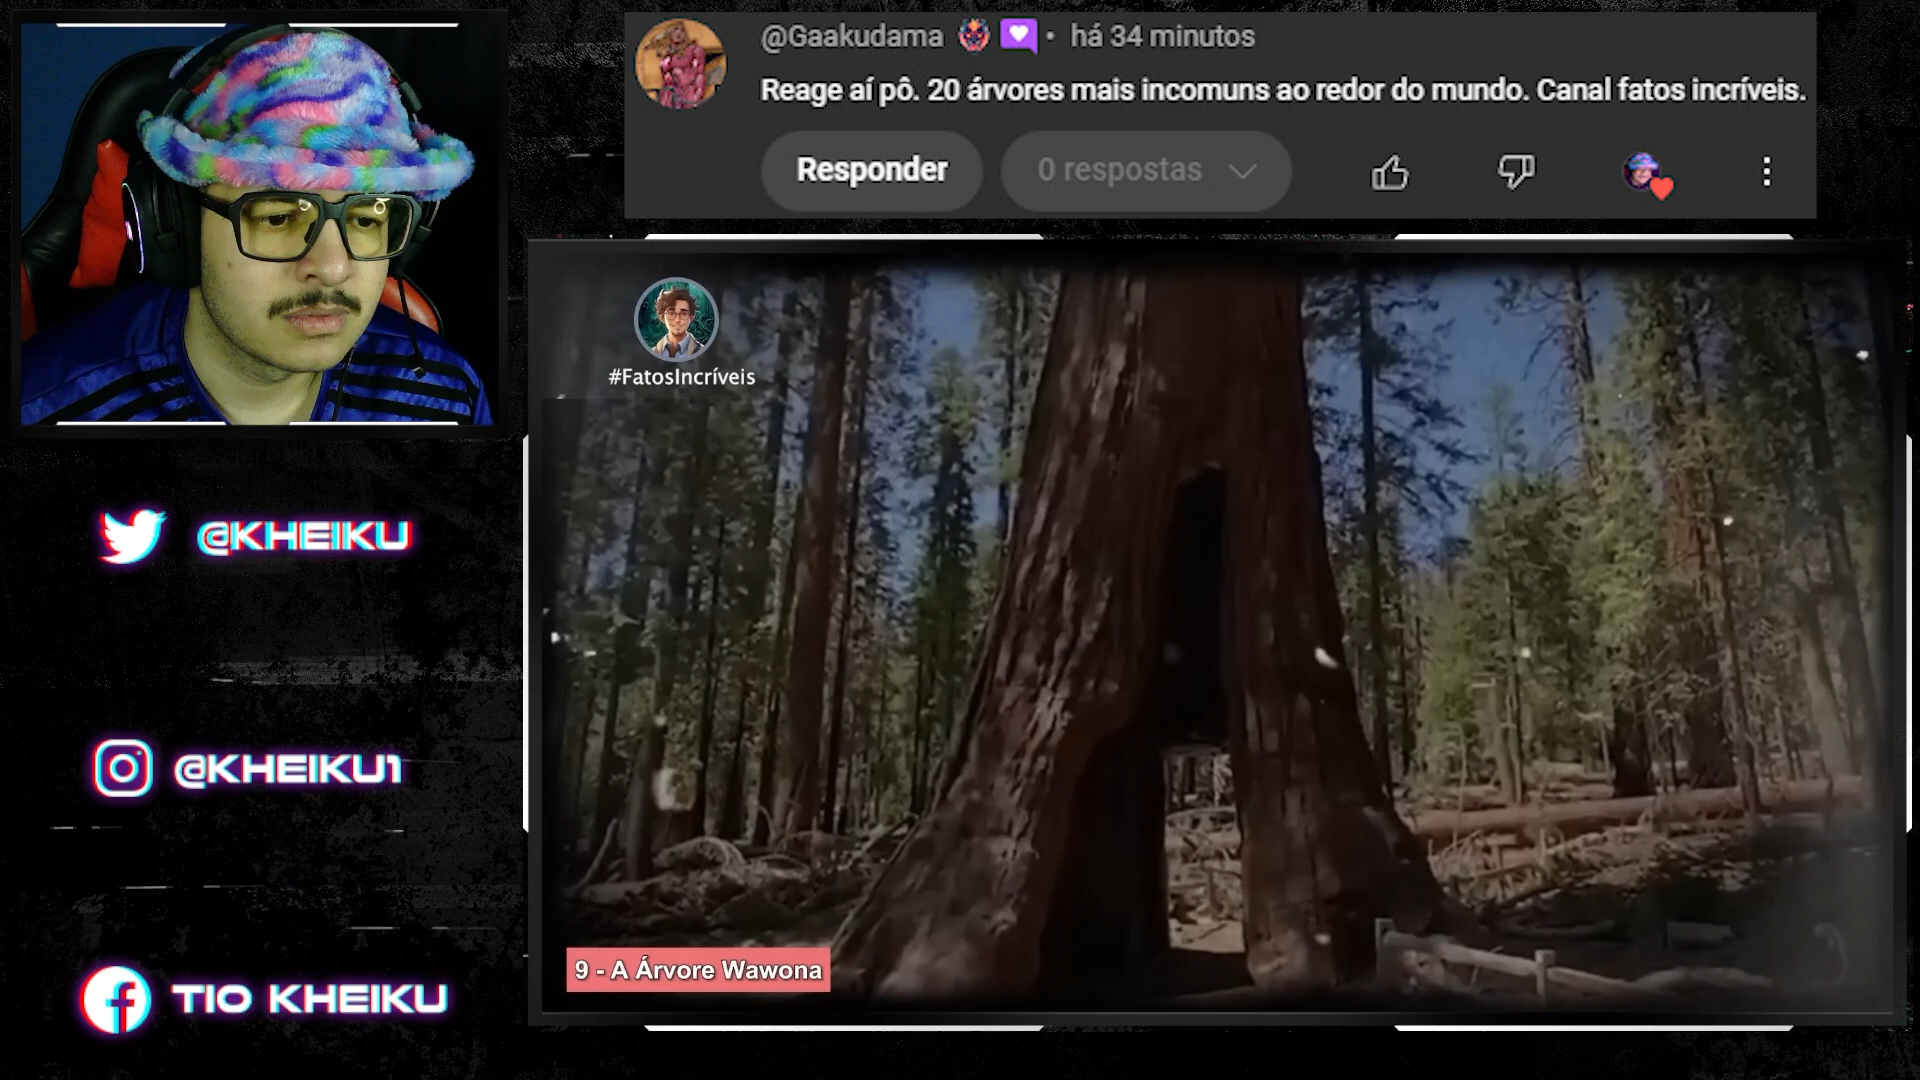 @Gaakudama • há 34 minutos
Reage aí pô. 20 árvores mais incomuns ao redor do mundo. Canal fatos incríveis.
Responder
0 respostas
#FatosIncríveis
@KHEIKU
@KHEIKU1
TIO KHEIKU
9 - A Árvore Wawona